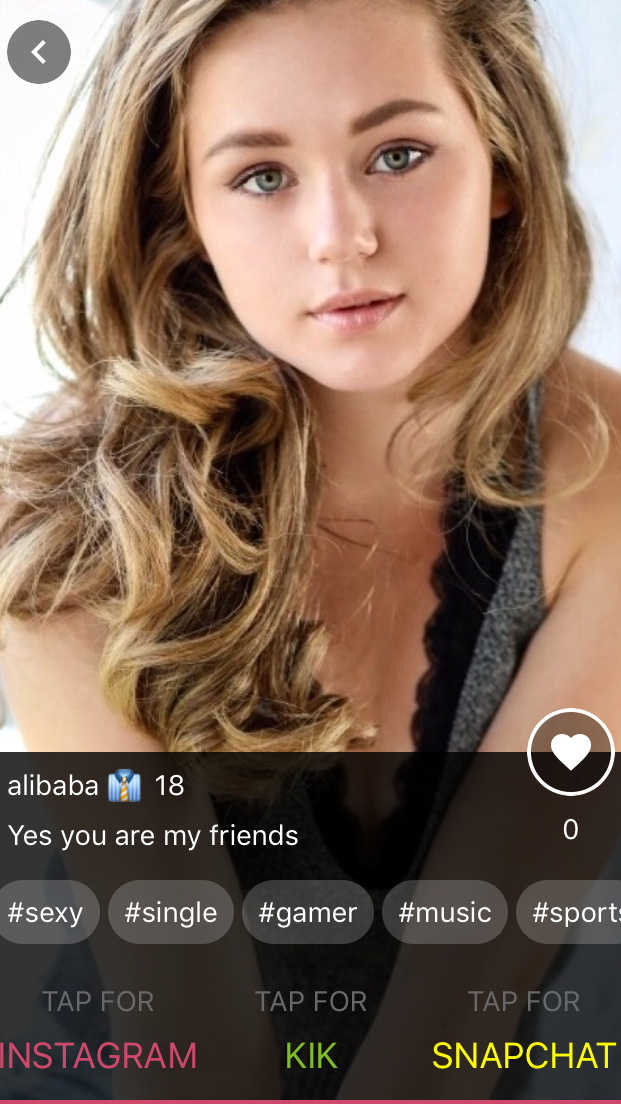 alibaba 👔 18
Yes you are my friends
0
#sexy #single #gamer #music #sports
TAP FOR TAP FOR TAP FOR
INSTAGRAM KIK SNAPCHAT